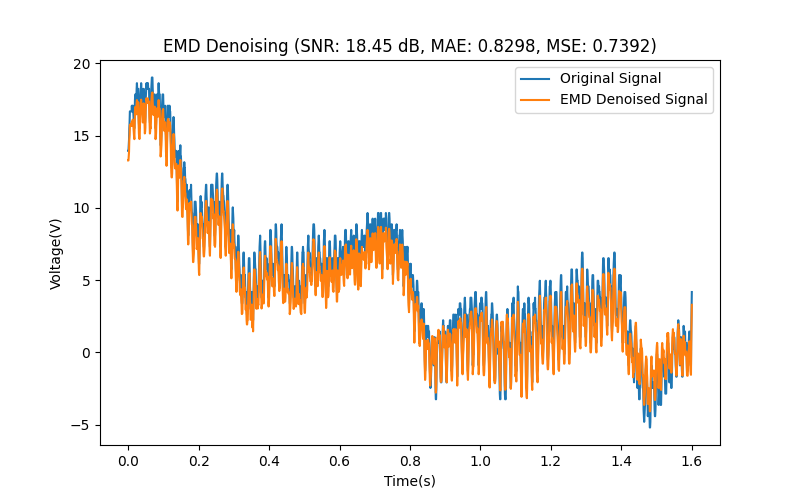 EMD Denoising (SNR: 18.45 dB, MAE: 0.8298, MSE: 0.7392)
Original Signal
EMD Denoised Signal
Voltage(V)
20
15
10
5
0
−5
0.0 0.2 0.4 0.6 0.8 1.0 1.2 1.4 1.6
Time(s)